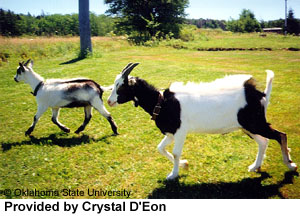 © Oklahoma State University
Provided by Crystal D'Eon